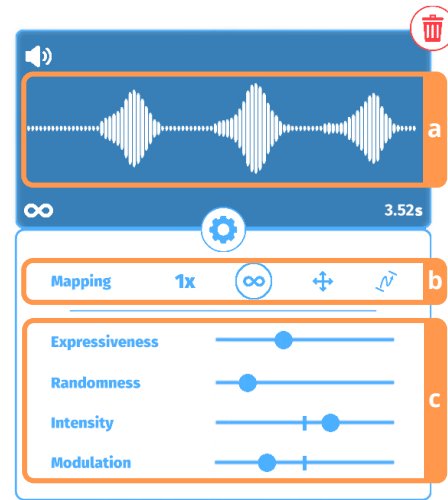 a
3.52s
Mapping 1x b
Expressiveness
Randomness
c
Intensity
Modulation